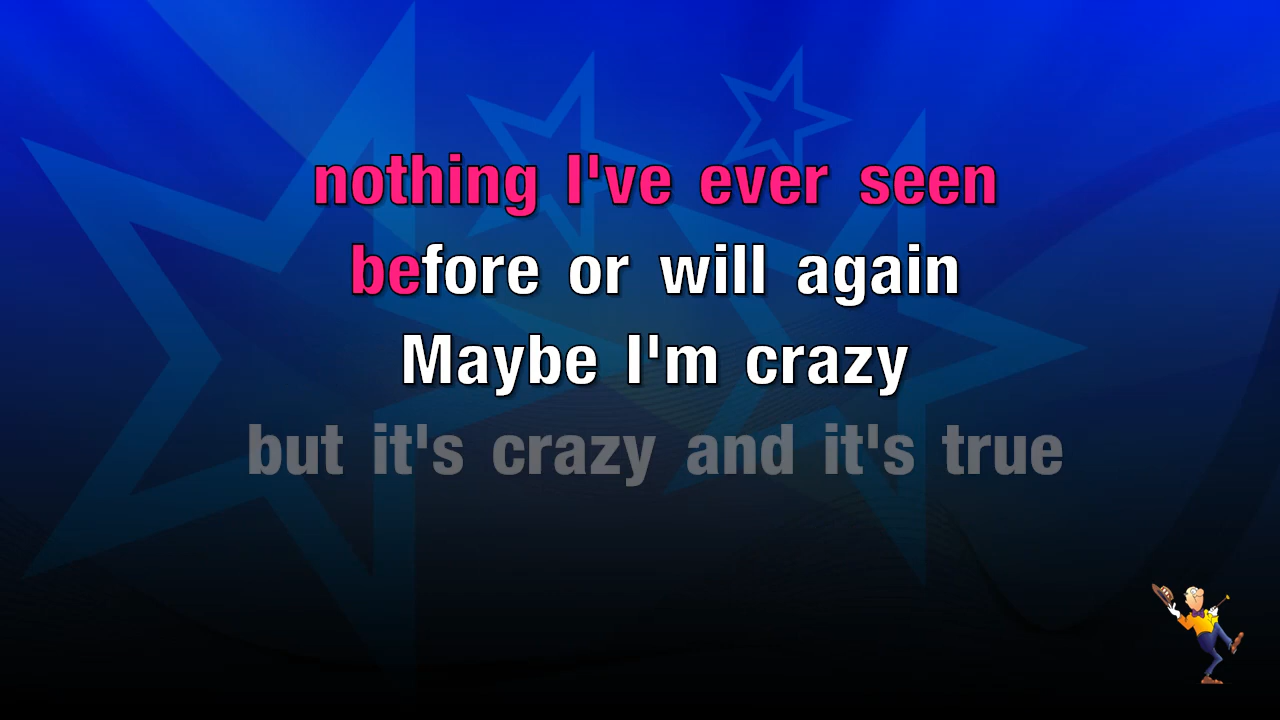 nothing I've ever seen
before or will again
Maybe I'm crazy
but it's crazy and it's true